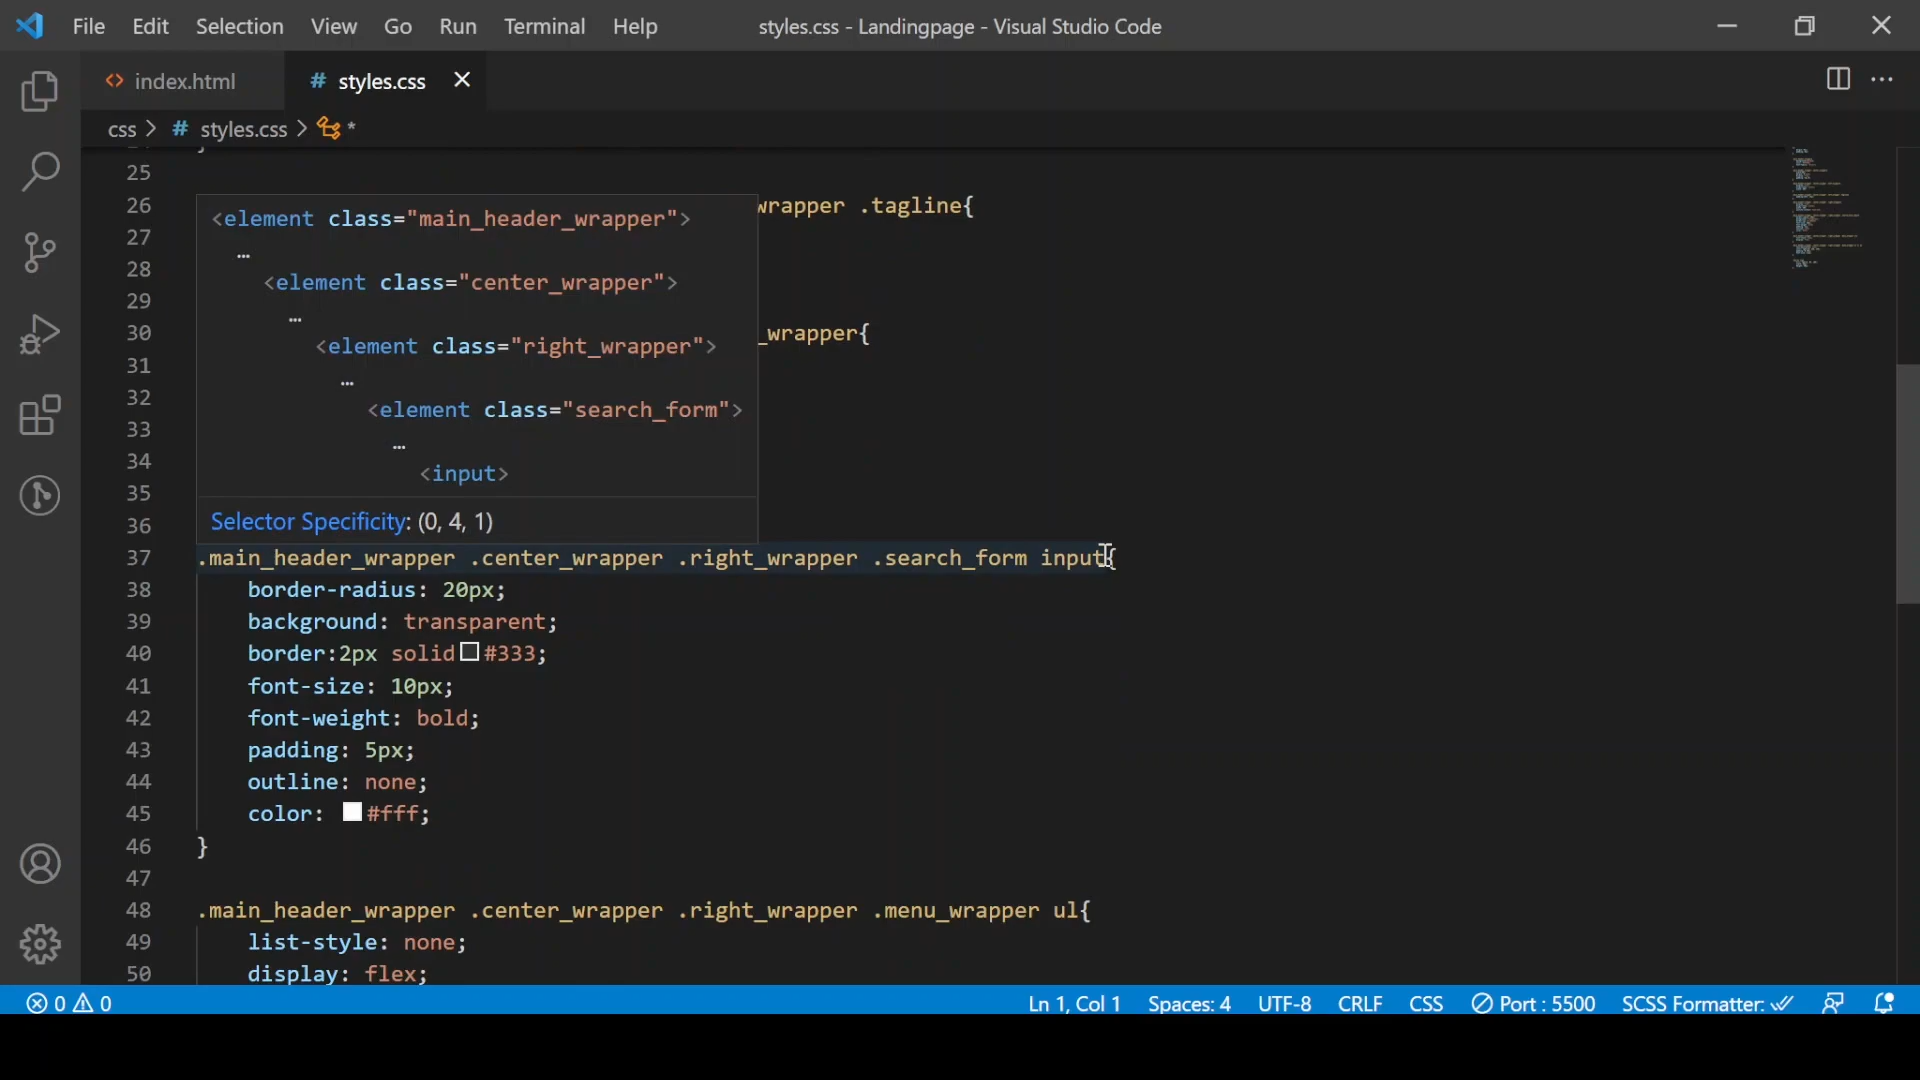 File Edit Selection View Go Run Terminal Help styles.css - Landingpage - Visual Studio Code
<> index.html # styles.css
css > # styles.css > *
25
26 wrapper .tagline{
27
28
29
30 _wrapper{
31
32
33
34
35
36
<element class="main_header_wrapper">
…
<element class="center_wrapper">
…
<element class="right_wrapper">
…
<element class="search_form">
…
<input>
Selector Specificity: (0, 4, 1)
37 .main_header_wrapper .center_wrapper .right_wrapper .search_form input{
38 border-radius: 20px;
39 background: transparent;
40 border:2px solid #333;
41 font-size: 10px;
42 font-weight: bold;
43 padding: 5px;
44 outline: none;
45 color: #fff;
46 }
47
48 .main_header_wrapper .center_wrapper .right_wrapper .menu_wrapper ul{
49 list-style: none;
50 display: flex;
0 0 Ln 1, Col 1 Spaces: 4 UTF-8 CRLF CSS Port : 5500 SCSS Formatter: